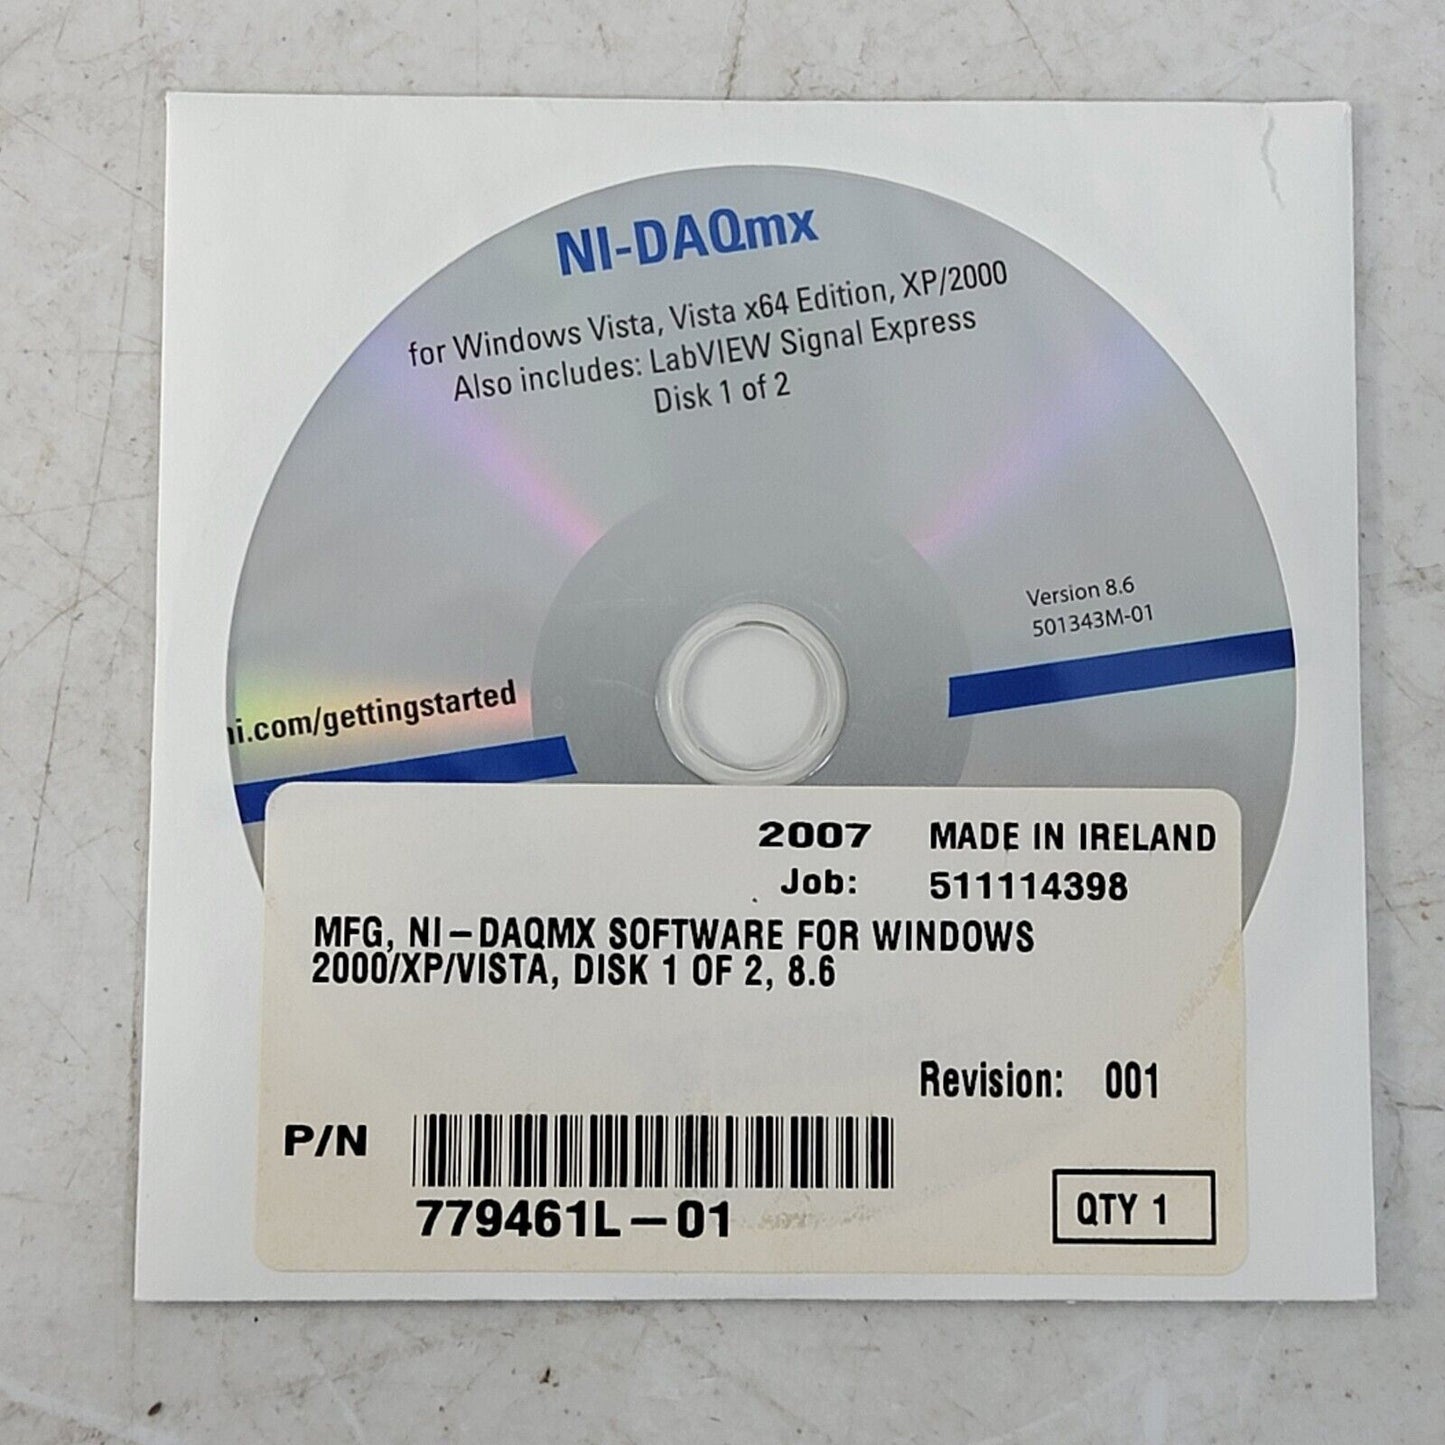 NI-DAQmx
for Windows Vista, Vista x64 Edition, XP/2000
Also includes: LabVIEW Signal Express
Disk 1 of 2
Version 8.6
501343M-01
ni.com/gettingstarted
2007 MADE IN IRELAND
Job: 511114398
MFG, NI-DAQMX SOFTWARE FOR WINDOWS
2000/XP/VISTA, DISK 1 OF 2, 8.6
Revision: 001
P/N
779461L-01
QTY 1